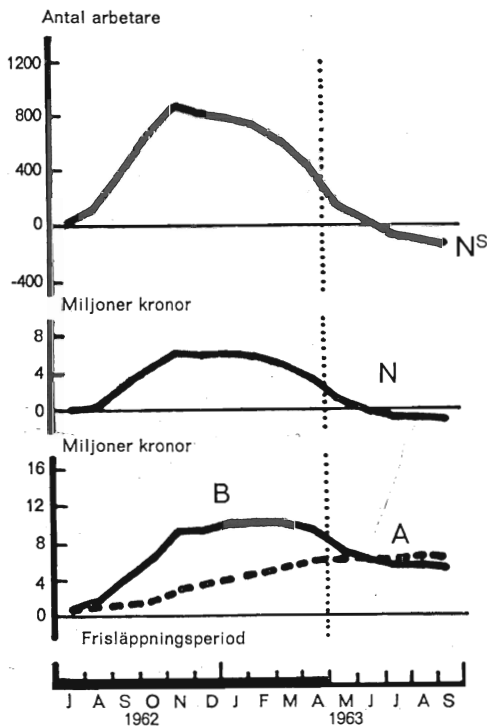 Antal arbetare
1200
800
400
0
-400
N^S
Miljoner kronor
8
4
0
N
Miljoner kronor
16
12
8
4
0
B
A
Frisläppningsperiod
J A S O N D J F M A M J J A S
1962 1963